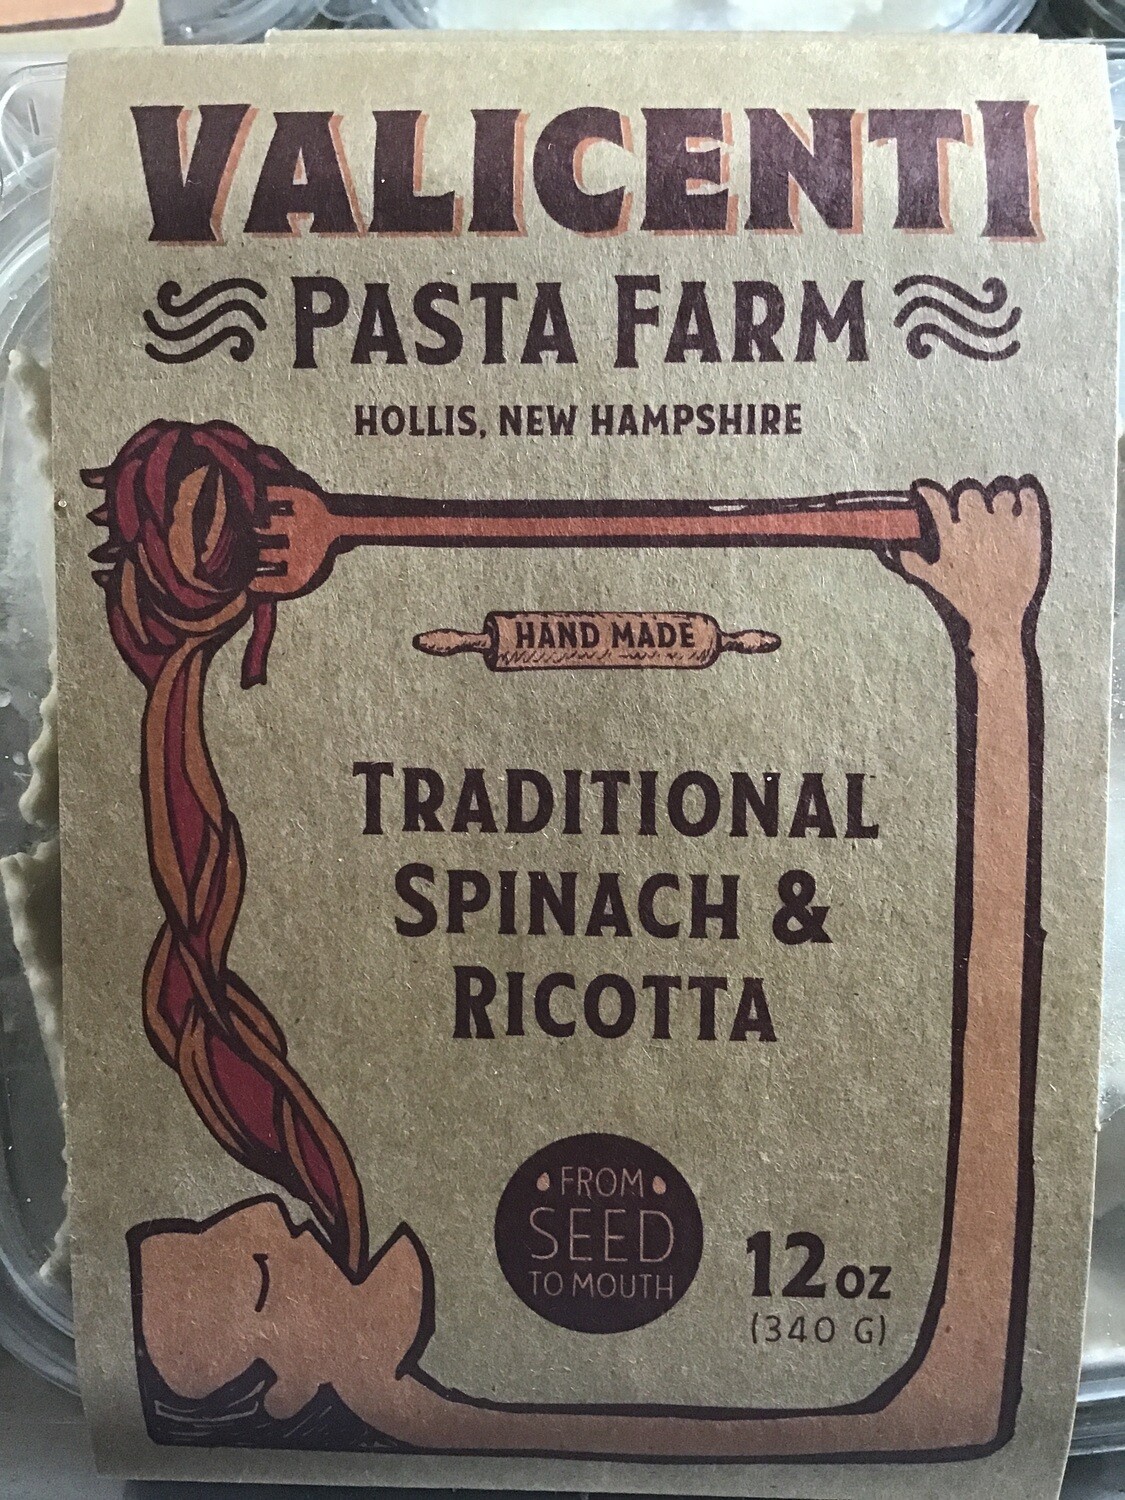 VALICENTI
PASTA FARM
HOLLIS, NEW HAMPSHIRE
HAND MADE
TRADITIONAL
SPINACH &
RICOTTA
FROM
SEED
TO MOUTH
12 OZ
(340 G)